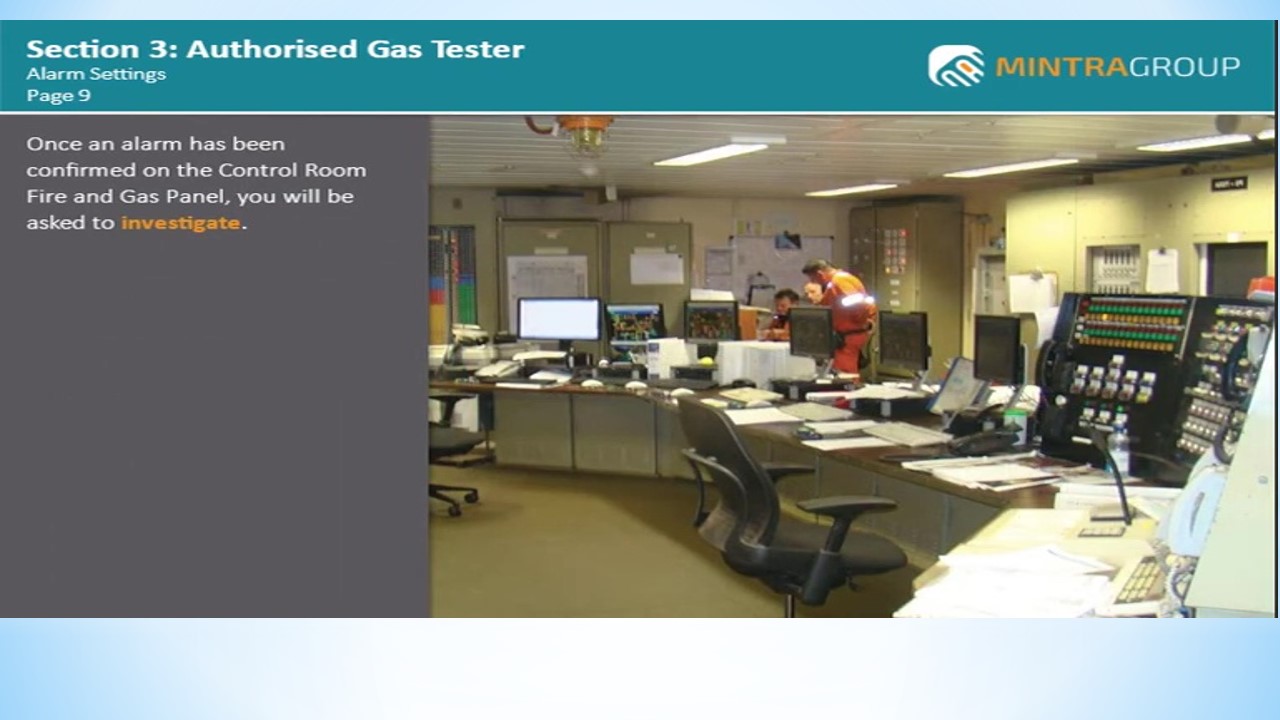 Section 3: Authorised Gas Tester
Alarm Settings
Page 9
MINTRAGROUP
Once an alarm has been
confirmed on the Control Room
Fire and Gas Panel, you will be
asked to investigate.